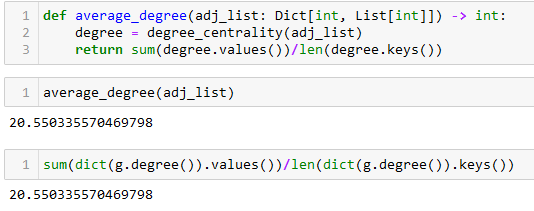 1 def average_degree(adj_list: Dict[int, List[int]]) -> int:
2     degree = degree_centrality(adj_list)
3     return sum(degree.values())/len(degree.keys())
1 average_degree(adj_list)
20.550335570469798
1 sum(dict(g.degree()).values())/len(dict(g.degree()).keys())
20.550335570469798